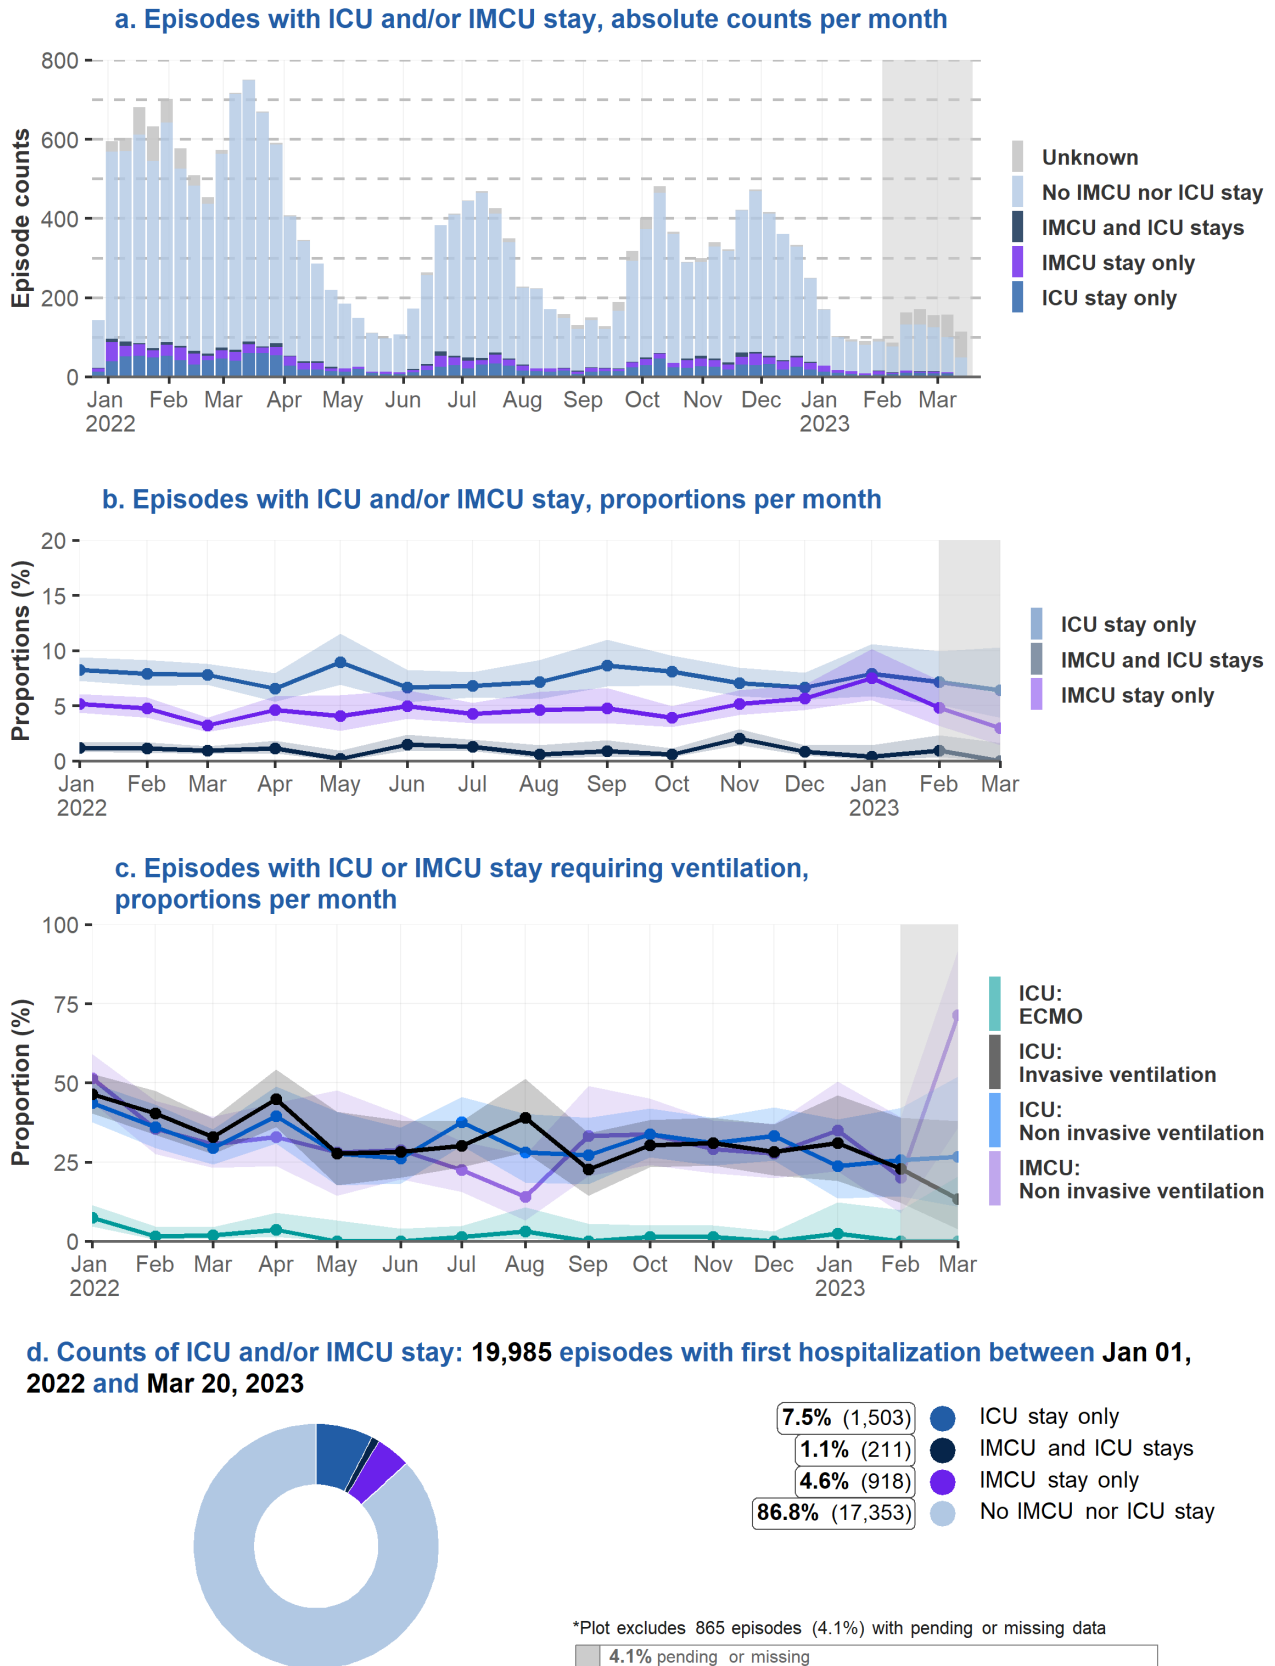 a. Episodes with ICU and/or IMCU stay, absolute counts per month
Episode counts
800
600
400
200
0
Jan Feb Mar Apr May Jun Jul Aug Sep Oct Nov Dec Jan Feb Mar
2022 2023
Unknown
No IMCU nor ICU stay
IMCU and ICU stays
IMCU stay only
ICU stay only
b. Episodes with ICU and/or IMCU stay, proportions per month
Proportions (%)
20
15
10
5
0
Jan Feb Mar Apr May Jun Jul Aug Sep Oct Nov Dec Jan Feb Mar
2022 2023
ICU stay only
IMCU and ICU stays
IMCU stay only
c. Episodes with ICU or IMCU stay requiring ventilation,
proportions per month
Proportion (%)
100
75
50
25
0
Jan Feb Mar Apr May Jun Jul Aug Sep Oct Nov Dec Jan Feb Mar
2022 2023
ICU:
ECMO
ICU:
Invasive ventilation
ICU:
Non invasive ventilation
IMCU:
Non invasive ventilation
d. Counts of ICU and/or IMCU stay: 19,985 episodes with first hospitalization between Jan 01,
2022 and Mar 20, 2023
7.5% (1,503) ICU stay only
1.1% (211) IMCU and ICU stays
4.6% (918) IMCU stay only
86.8% (17,353) No IMCU nor ICU stay
*Plot excludes 865 episodes (4.1%) with pending or missing data
4.1% pending or missing